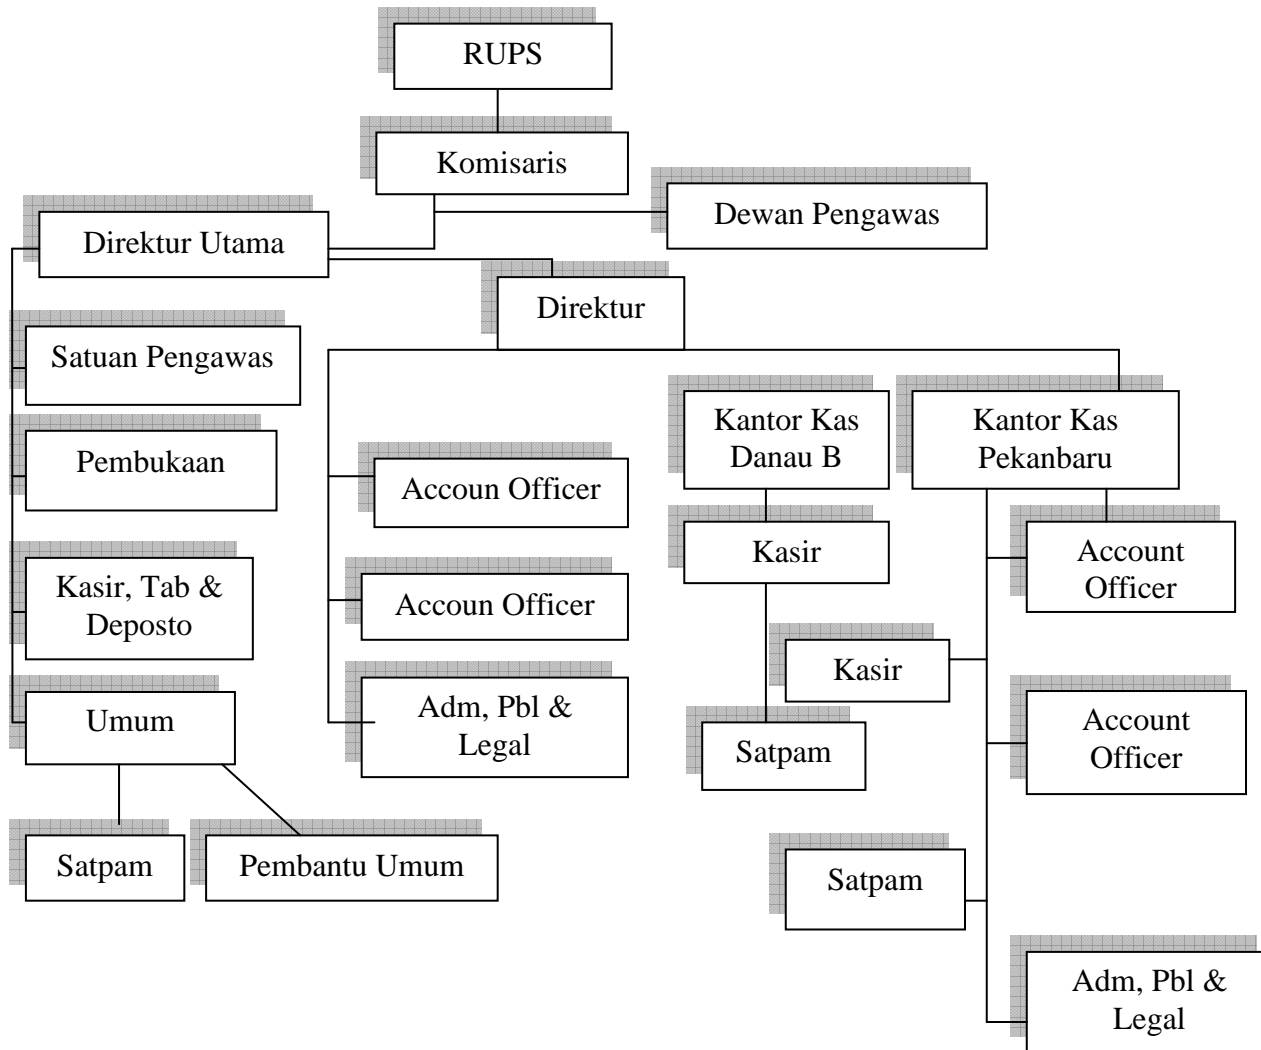 RUPS
Komisaris
Dewan Pengawas
Direktur Utama
Direktur
Satuan Pengawas
Pembukaan
Kasir, Tab &
Deposto
Umum
Satpam
Pembantu Umum
Accoun Officer
Accoun Officer
Adm, Pbl &
Legal
Kantor Kas
Danau B
Kasir
Satpam
Kantor Kas
Pekanbaru
Account
Officer
Kasir
Account
Officer
Satpam
Adm, Pbl &
Legal